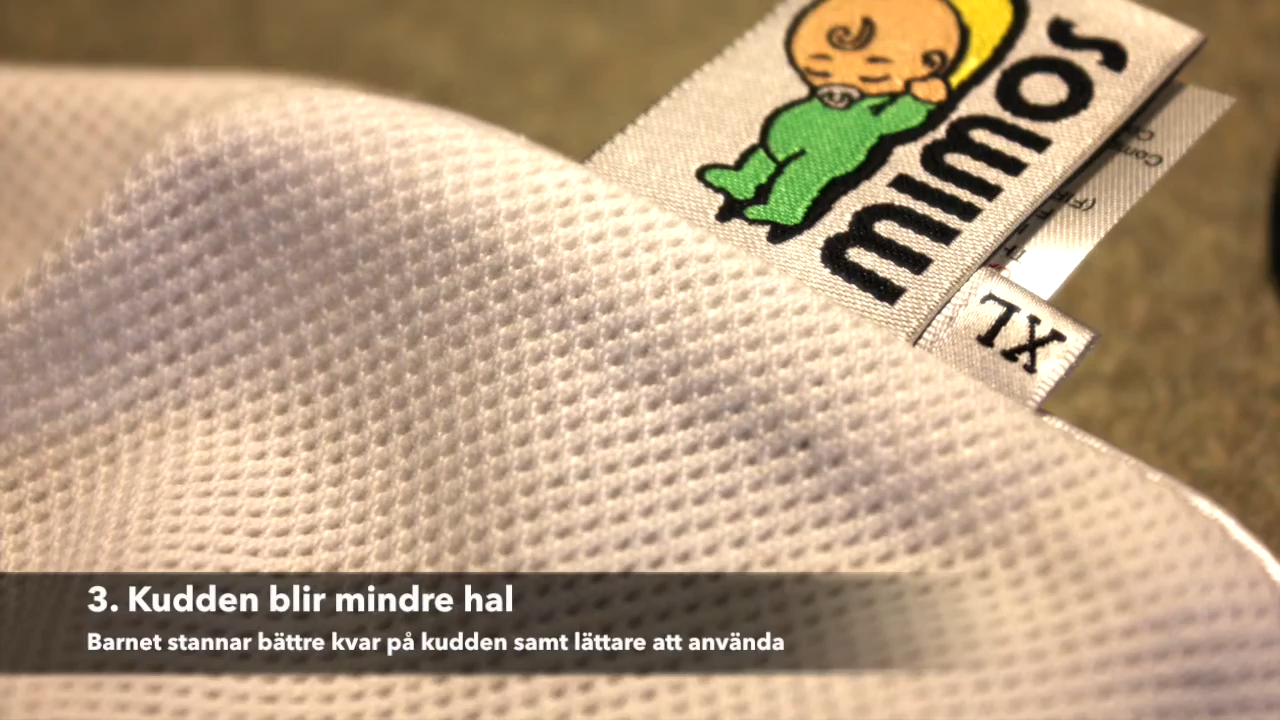 mimos
XL
3. Kudden blir mindre hal
Barnet stannar bättre kvar på kudden samt lättare att använda